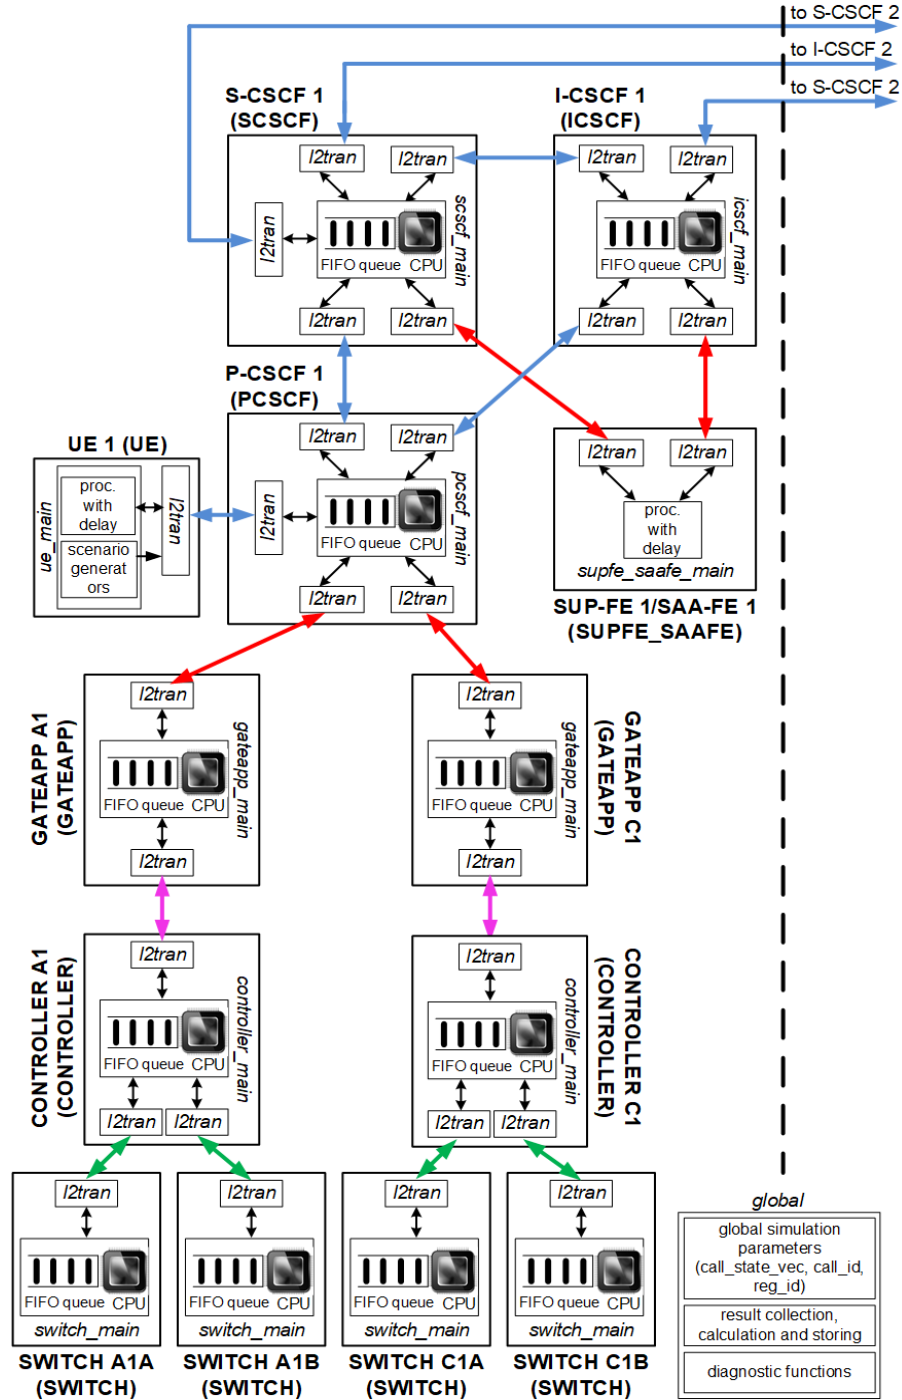 to S-CSCF 2
to I-CSCF 2
to S-CSCF 2
S-CSCF 1
(SCSCF)
I-CSCF 1
(ICSCF)
l2tran
l2tran
l2tran
FIFO queue
CPU
scscf_main
l2tran
l2tran
l2tran
l2tran
FIFO queue
CPU
icscf_main
l2tran
l2tran
P-CSCF 1
(PCSCF)
l2tran
l2tran
l2tran
FIFO queue
CPU
pcscf_main
l2tran
l2tran
UE 1 (UE)
ue_main
proc.
with
delay
scenario
generat
ors
l2tran
l2tran
l2tran
proc.
with
delay
supfe_saafe_main
SUP-FE 1/SAA-FE 1
(SUPFE_SAAFE)
GATEAPP A1
(GATEAPP)
l2tran
FIFO queue
CPU
gateapp_main
l2tran
l2tran
FIFO queue
CPU
gateapp_main
l2tran
GATEAPP C1
(GATEAPP)
CONTROLLER A1
(CONTROLLER)
l2tran
FIFO queue
CPU
controller_main
l2tran
l2tran
l2tran
FIFO queue
CPU
controller_main
l2tran
l2tran
CONTROLLER C1
(CONTROLLER)
l2tran
FIFO queue
CPU
switch_main
SWITCH A1A
(SWITCH)
l2tran
FIFO queue
CPU
switch_main
SWITCH A1B
(SWITCH)
l2tran
FIFO queue
CPU
switch_main
SWITCH C1A
(SWITCH)
l2tran
FIFO queue
CPU
switch_main
SWITCH C1B
(SWITCH)
global
global simulation
parameters
(call_state_vec, call_id,
reg_id)
result collection,
calculation and storing
diagnostic functions